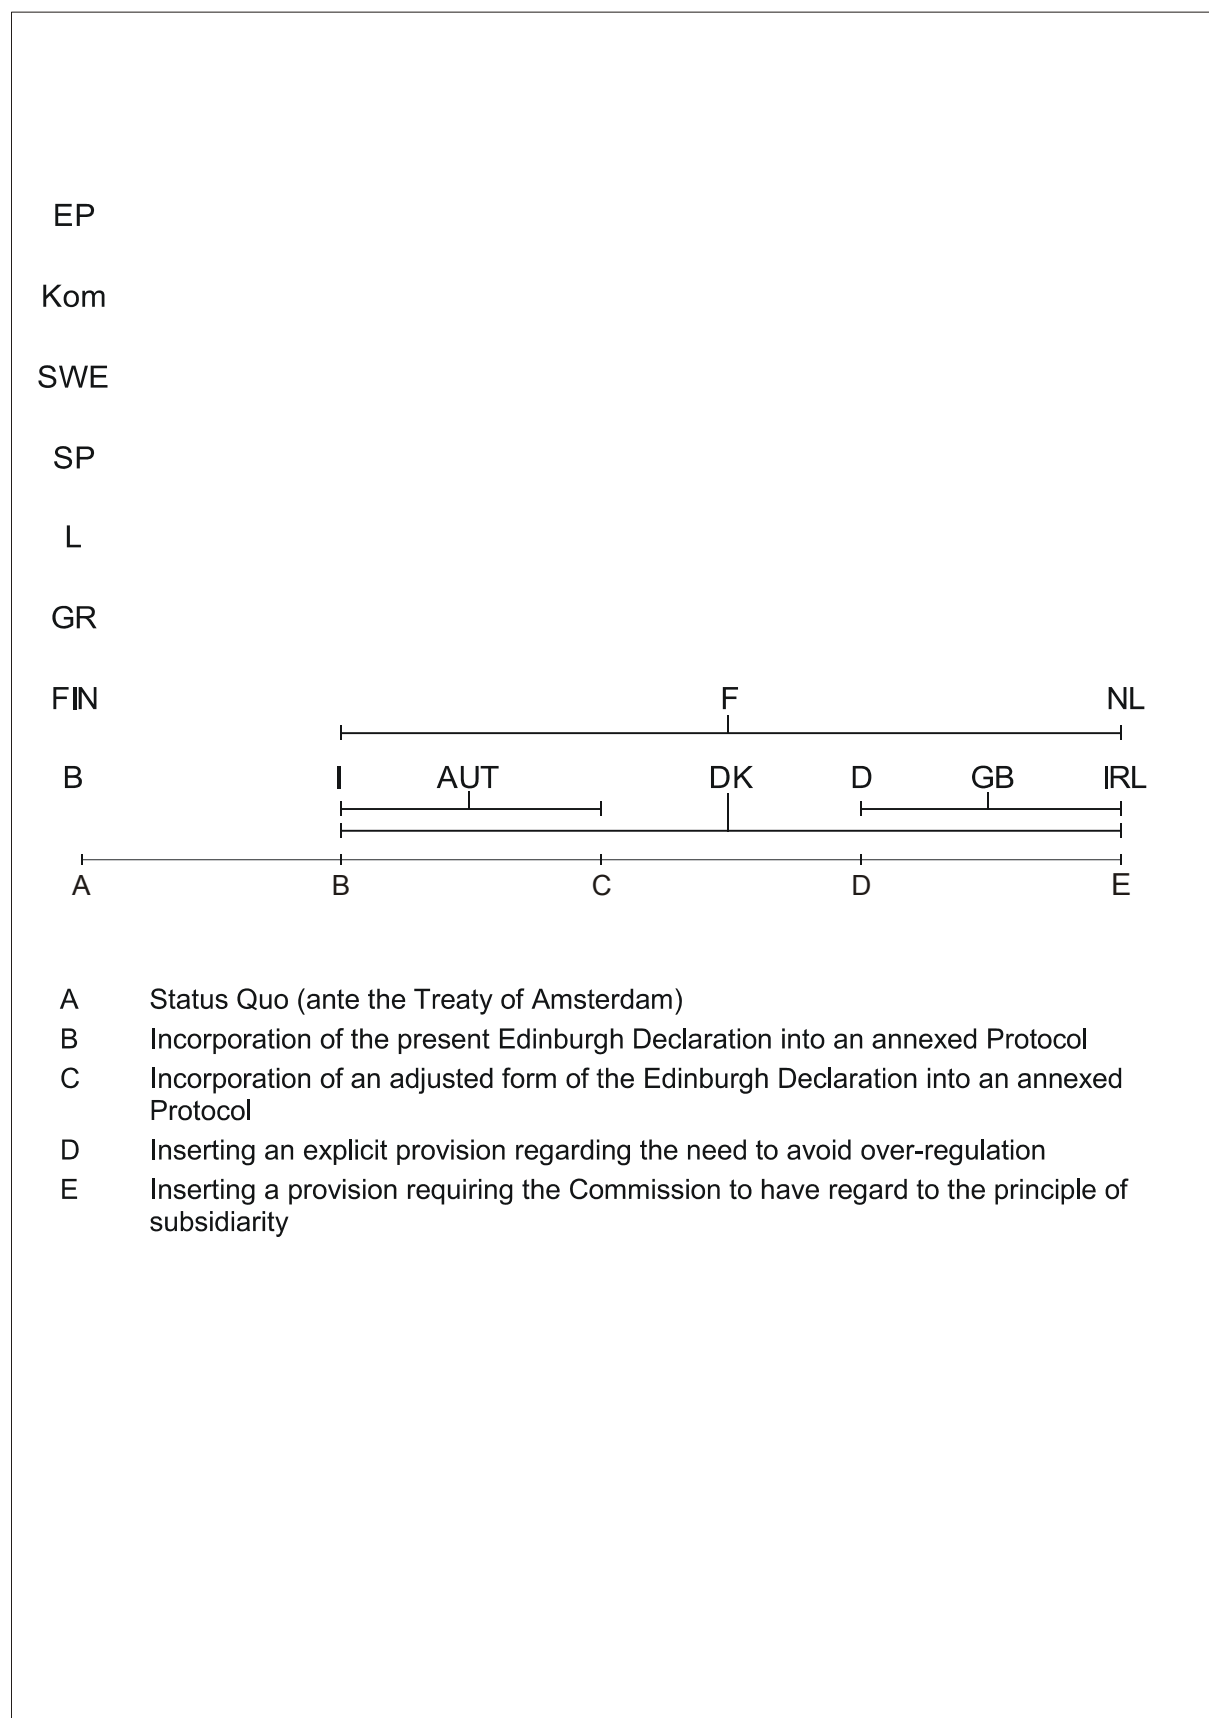 EP
Kom
SWE
SP
L
GR
FIN F NL
B I AUT DK D GB IRL
A B C D E
A Status Quo (ante the Treaty of Amsterdam)
B Incorporation of the present Edinburgh Declaration into an annexed Protocol
C Incorporation of an adjusted form of the Edinburgh Declaration into an annexed
Protocol
D Inserting an explicit provision regarding the need to avoid over-regulation
E Inserting a provision requiring the Commission to have regard to the principle of
subsidiarity